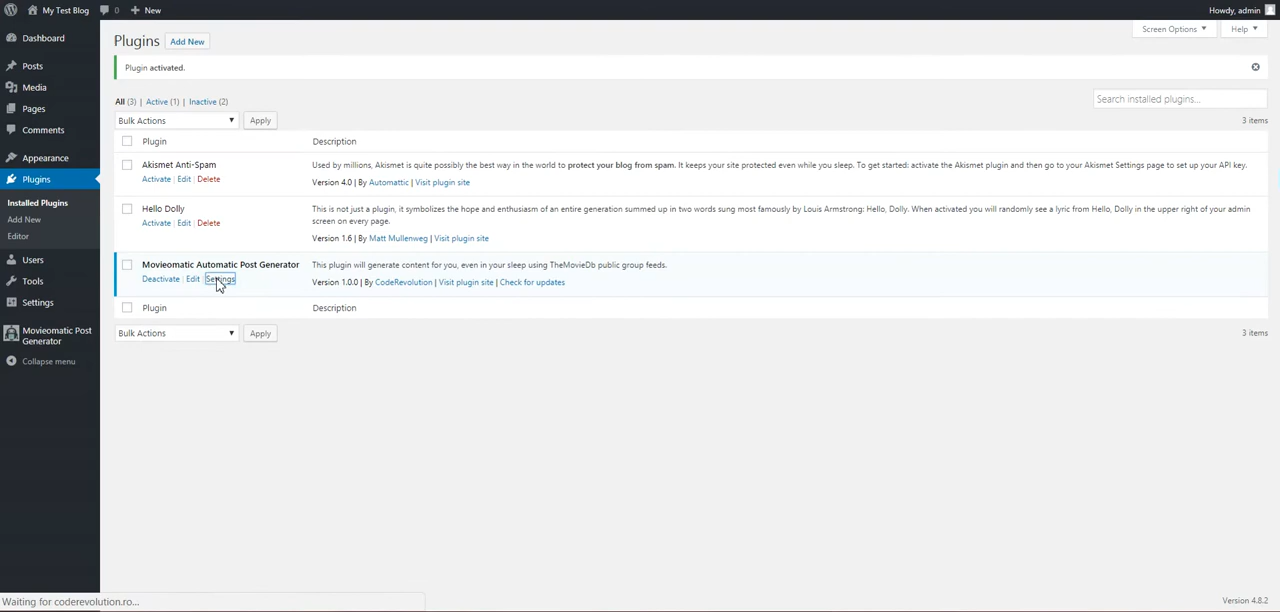 My Test Blog 0 + New Howdy, admin
Dashboard
Posts
Media
Pages
Comments
Appearance
Plugins
Installed Plugins
Add New
Editor
Users
Tools
Settings
Movieomatic Post
Generator
Collapse menu
Screen Options ▼ Help ▼
Plugins Add New
Plugin activated.
All (3) | Active (1) | Inactive (2)
Search installed plugins...
Bulk Actions ▼ Apply 3 items
Plugin Description
Akismet Anti-Spam Used by millions, Akismet is quite possibly the best way in the world to protect your blog from spam. It keeps your site protected even while you sleep. To get started: activate the Akismet plugin and then go to your Akismet Settings page to set up your API key.
Activate | Edit | Delete Version 4.0 | By Automattic | Visit plugin site
Hello Dolly This is not just a plugin, it symbolizes the hope and enthusiasm of an entire generation summed up in two words sung most famously by Louis Armstrong: Hello, Dolly. When activated you will randomly see a lyric from Hello, Dolly in the upper right of your admin
Activate | Edit | Delete screen on every page.
Version 1.6 | By Matt Mullenweg | Visit plugin site
Movieomatic Automatic Post Generator This plugin will generate content for you, even in your sleep using TheMovieDb public group feeds.
Deactivate | Edit | Settings Version 1.0.0 | By CodeRevolution | Visit plugin site | Check for updates
Plugin Description
Bulk Actions ▼ Apply 3 items
Waiting for coderevolution.ro... Version 4.8.2